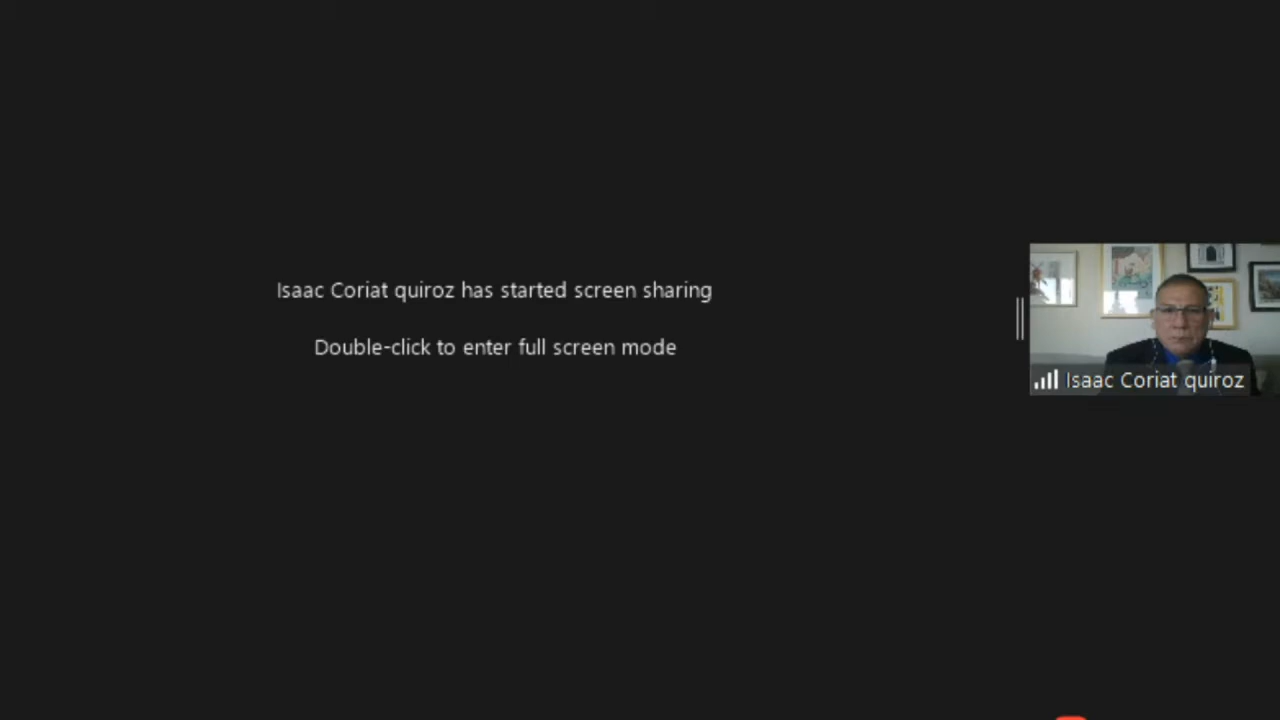 Isaac Coriat quiroz has started screen sharing
Double-click to enter full screen mode
Isaac Coriat quiroz